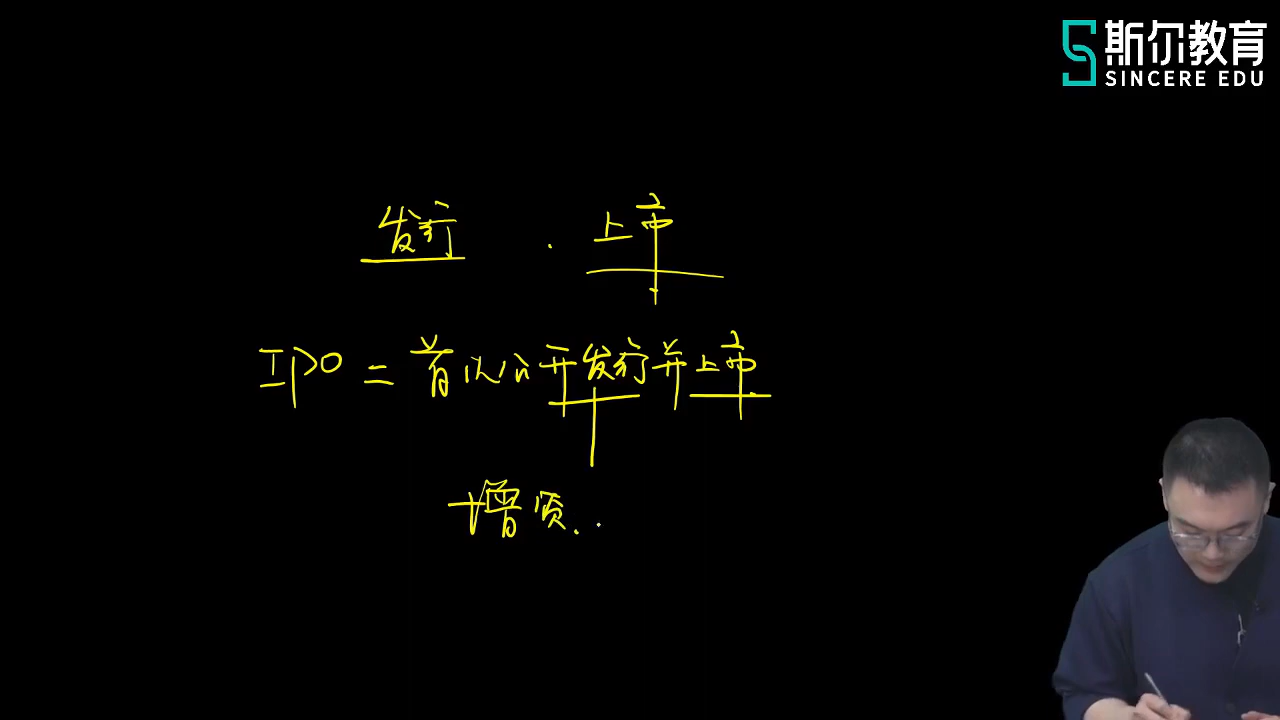 斯尔教育
SINCERE EDU
发行 . 上市
IPO = 首次公开发行并上市
增资..